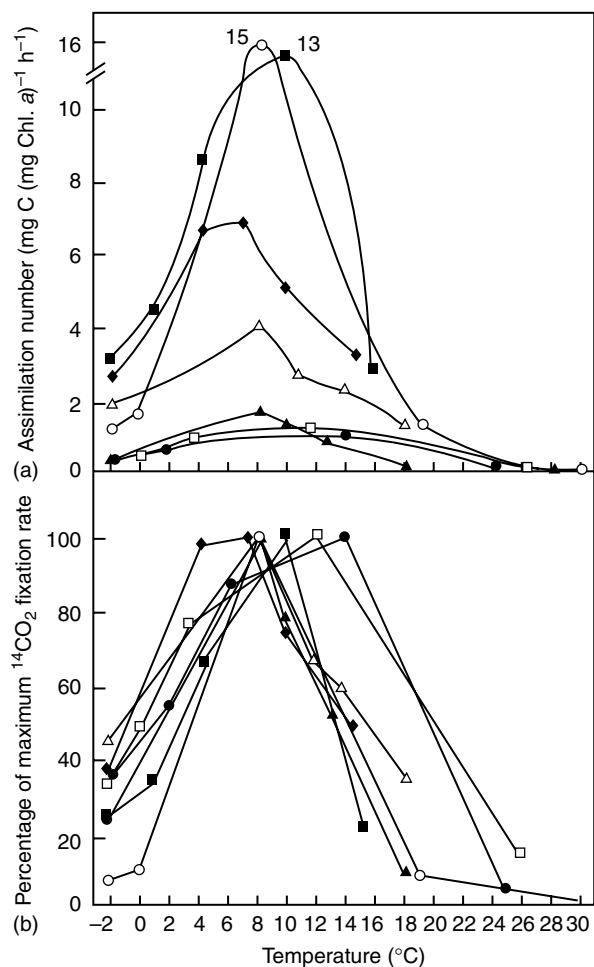 15
13
16
10
8
6
4
2
0
Assimilation number (mg C (mg Chl. a)⁻¹ h⁻¹)
(a)
100
80
60
40
20
0
Percentage of maximum ¹⁴CO₂ fixation rate
(b)
−2 0 2 4 6 8 10 12 14 16 14 20 22 24 26 28 30
Temperature (°C)